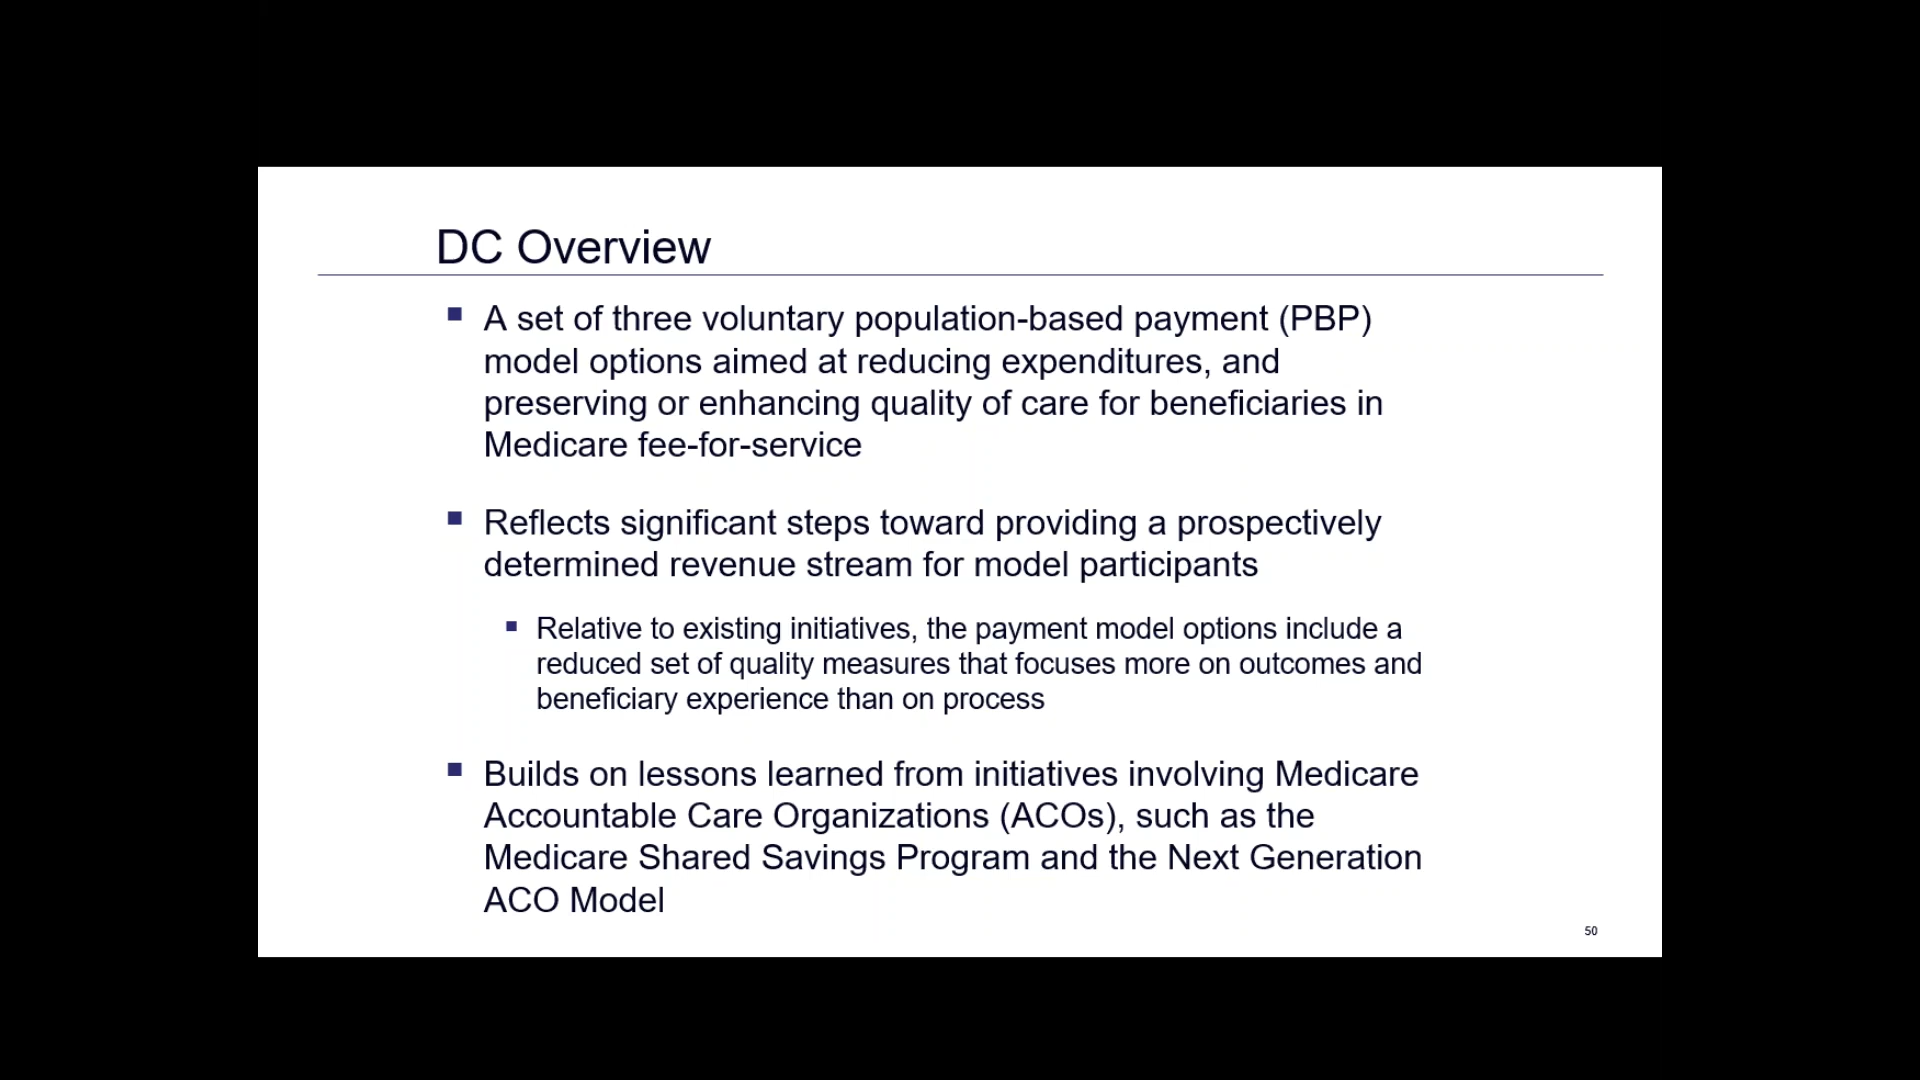 DC Overview
A set of three voluntary population-based payment (PBP)
model options aimed at reducing expenditures, and
preserving or enhancing quality of care for beneficiaries in
Medicare fee-for-service
Reflects significant steps toward providing a prospectively
determined revenue stream for model participants
Relative to existing initiatives, the payment model options include a
reduced set of quality measures that focuses more on outcomes and
beneficiary experience than on process
Builds on lessons learned from initiatives involving Medicare
Accountable Care Organizations (ACOs), such as the
Medicare Shared Savings Program and the Next Generation
ACO Model
50